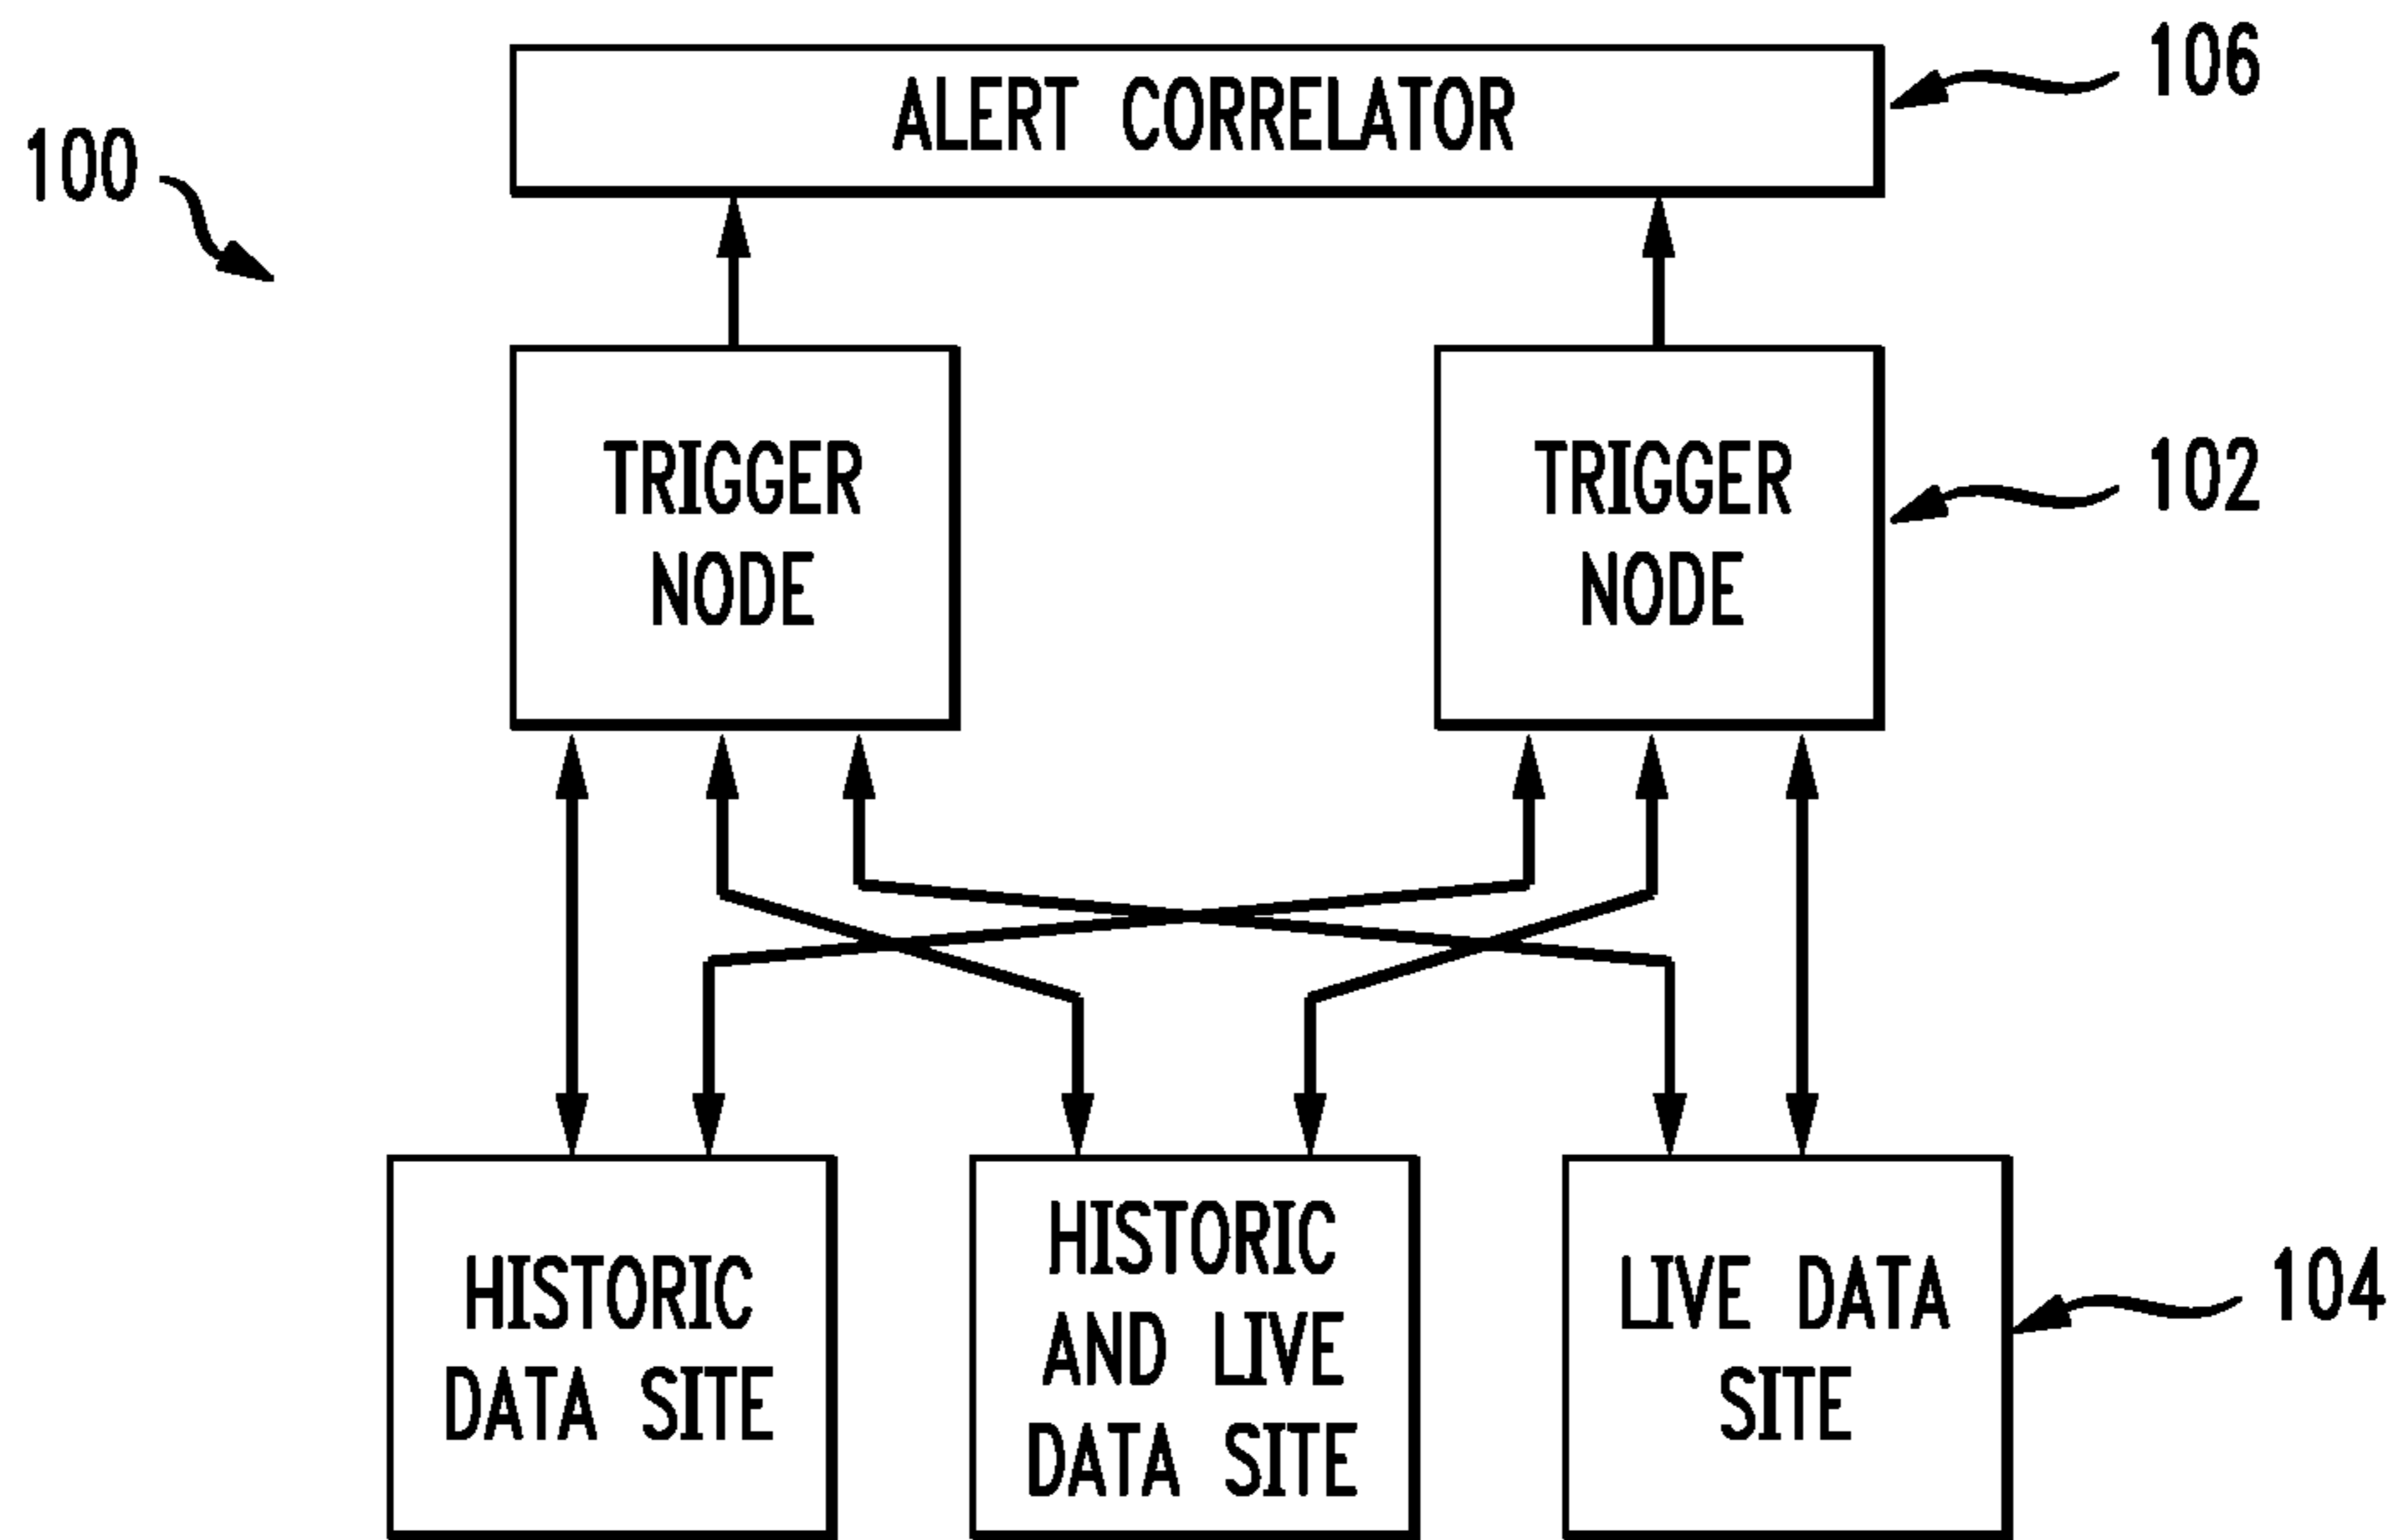 106
ALERT CORRELATOR
100
TRIGGER
NODE
TRIGGER
NODE
102
HISTORIC
DATA SITE
HISTORIC
AND LIVE
DATA SITE
LIVE DATA
SITE
104